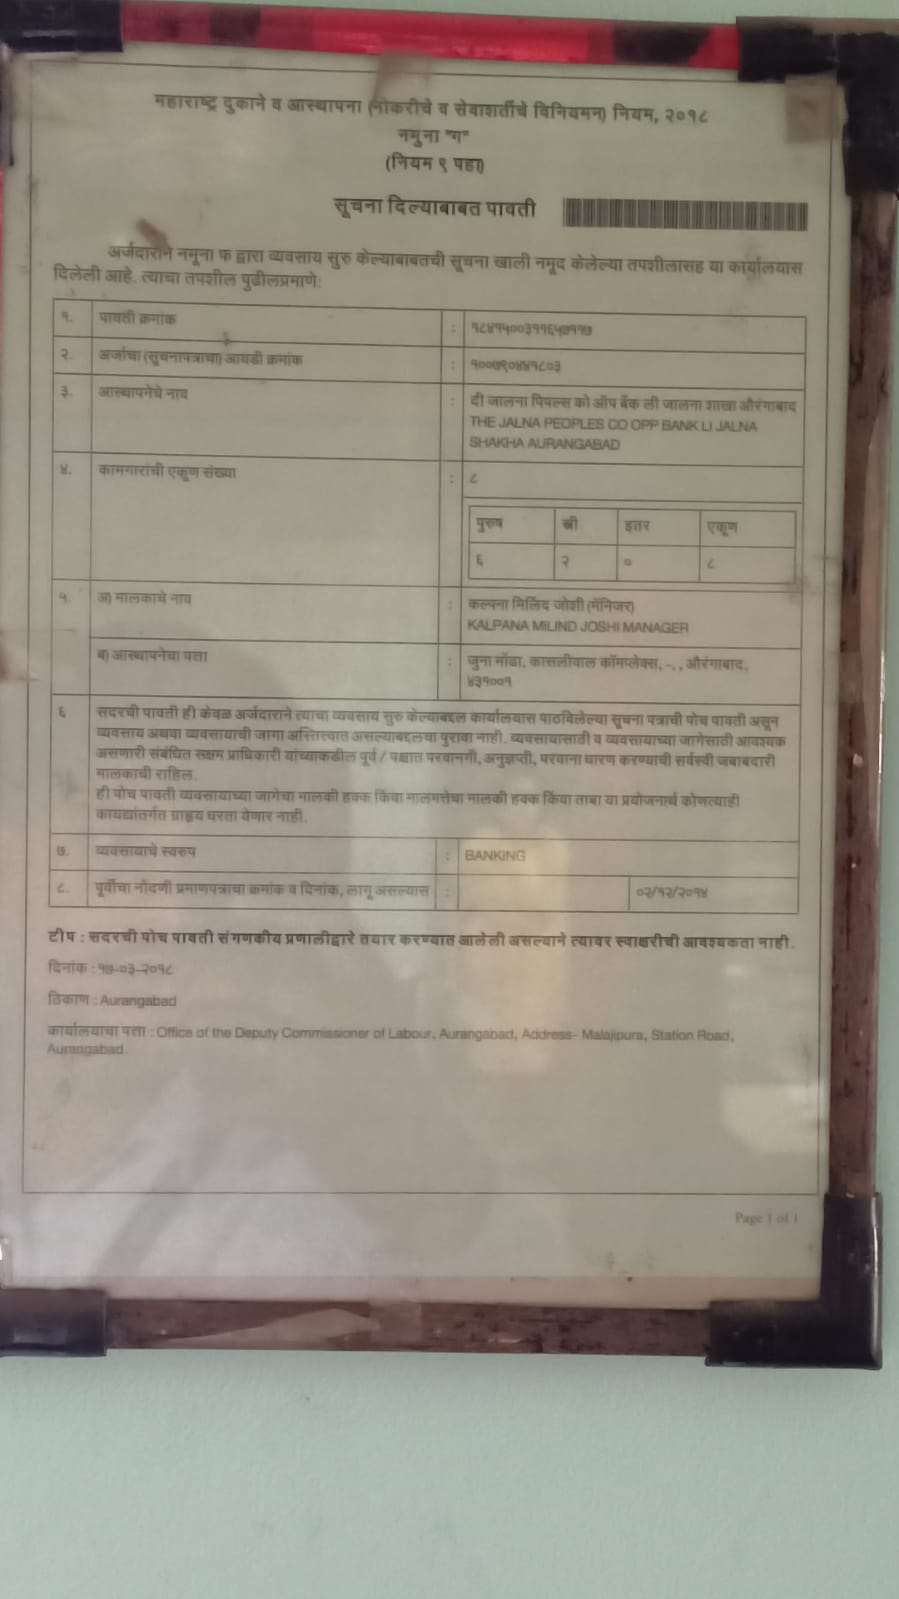 महाराष्ट्र दुकाने व आस्थापना (नोकरीचे व सेवाशर्तीचे विनियमन) नियम, २०१८
नमुना "ग"
(नियम ९ पहा)
सूचना दिल्याबाबत पावती
अर्जदाराने नमूना फ द्वारा व्यवसाय सुरु केल्याबाबतची सूचना खाली नमूद केलेल्या तपशीलासह या कार्यालयास
दिलेली आहे. त्याचा तपशील पुढीलप्रमाणे:
१. पावती क्रमांक :
२. अर्जाचा (सूचनापत्राचा) आयडी क्रमांक :
३. आस्थापनेचे नाव : दी जालना पिपल्स को ऑप बँक ली जालना शाखा औरंगाबाद
THE JALNA PEOPLES CO OPP BANK LI JALNA
SHAKHA AURANGABAD
४. कामगारांची एकूण संख्या : ८
पुरुष स्त्री इतर एकूण
६ २ ० ८
५. अ) मालकाचे नाव : कल्पना मिलिंद जोशी (मॅनिजर)
KALPANA MILIND JOSHI MANAGER
ब) आस्थापनेचा पत्ता : जुना मोंढा, कासलीवाल कॉमप्लेक्स, -, , औरंगाबाद,
४३१००१
६ सदरची पावती ही केवळ अर्जदाराने त्याचा व्यवसाय सुरु केल्याबद्दल कार्यालयास पाठविलेल्या सूचना पत्राची पोच पावती असून
व्यवसाय अथवा व्यवसायाची जागा अस्तित्त्वात असल्याबद्दलचा पुरावा नाही. व्यवसायासाठी व व्यवसायाच्या जागेसाठी आवश्यक
असणारी संबंधित सक्षम प्राधिकारी यांच्याकडील पूर्व / पश्चात परवानगी, अनुज्ञप्ती, परवाना धारण करण्याची सर्वस्वी जबाबदारी
मालकाची राहिल.
ही पोच पावती व्यवसायाच्या जागेचा मालकी हक्क किंवा मालमत्तेचा मालकी हक्क किंवा ताबा या प्रयोजनार्थ कोणत्याही
कायद्यांतर्गत ग्राह्य धरता येणार नाही.
७. व्यवसायाचे स्वरुप : BANKING
८. पूर्वीचा नोंदणी प्रमाणपत्राचा क्रमांक व दिनांक, लागू असल्यास : ०२/१२/२०१४
टीप : सदरची पोच पावती संगणकीय प्रणालीद्वारे तयार करण्यात आलेली असल्याने त्यावर स्वाक्षरीची आवश्यकता नाही.
दिनांक : १७-०३-२०१८
ठिकाण : Aurangabad
कार्यालयाचा पत्ता : Office of the Deputy Commissioner of Labour, Aurangabad, Address- Malajipura, Station Road,
Aurangabad.
Page 1 of 1